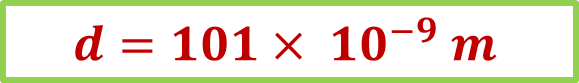 d = 101 × 10⁻⁹ m